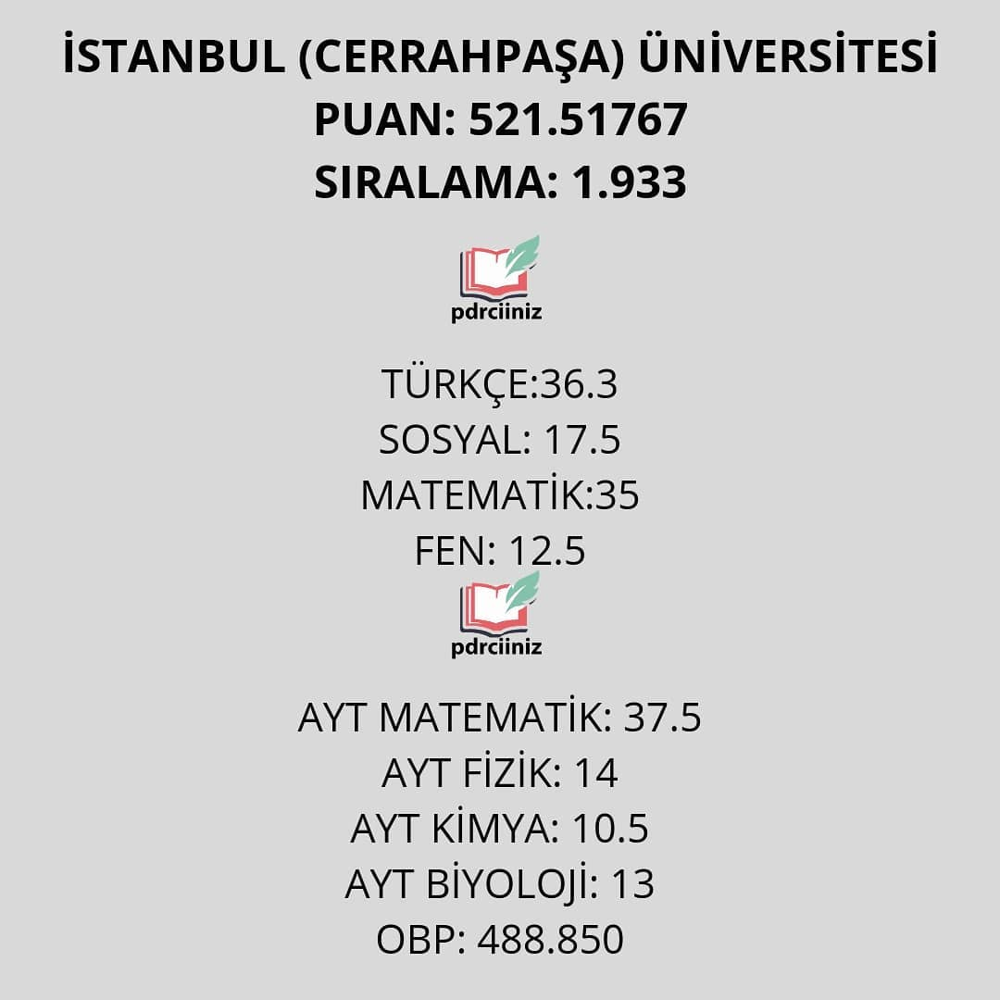 İSTANBUL (CERRAHPAŞA) ÜNİVERSİTESİ
PUAN: 521.51767
SIRALAMA: 1.933
pdrciiniz
TÜRKÇE:36.3
SOSYAL: 17.5
MATEMATİK:35
FEN: 12.5
pdrciiniz
AYT MATEMATİK: 37.5
AYT FİZİK: 14
AYT KİMYA: 10.5
AYT BİYOLOJİ: 13
OBP: 488.850